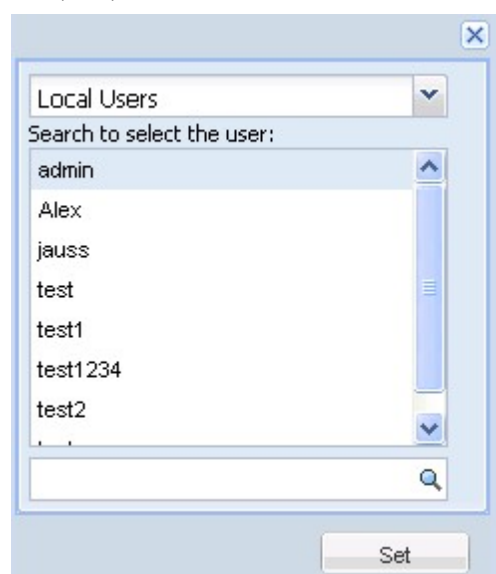 Local Users
Search to select the user:
admin
Alex
jauss
test
test1
test1234
test2
Set